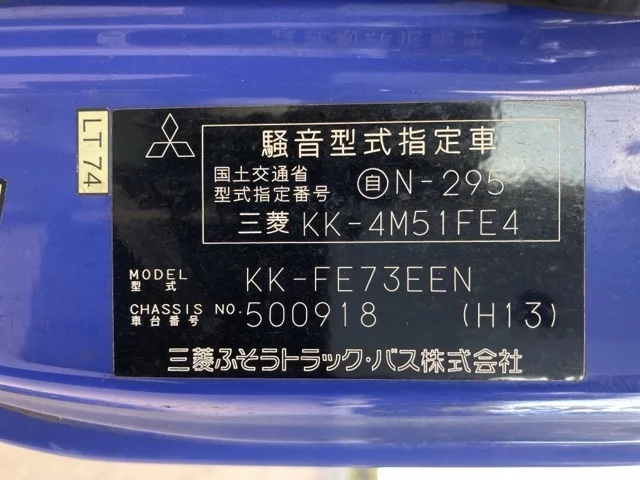 LT74
騒音型式指定車
国土交通省
型式指定番号 自N-295
三菱 KK-4M51FE4
MODEL
型式 KK-FE73EEN
CHASSIS NO.
車台番号 500918 (H13)
三菱ふそうトラック・バス株式会社